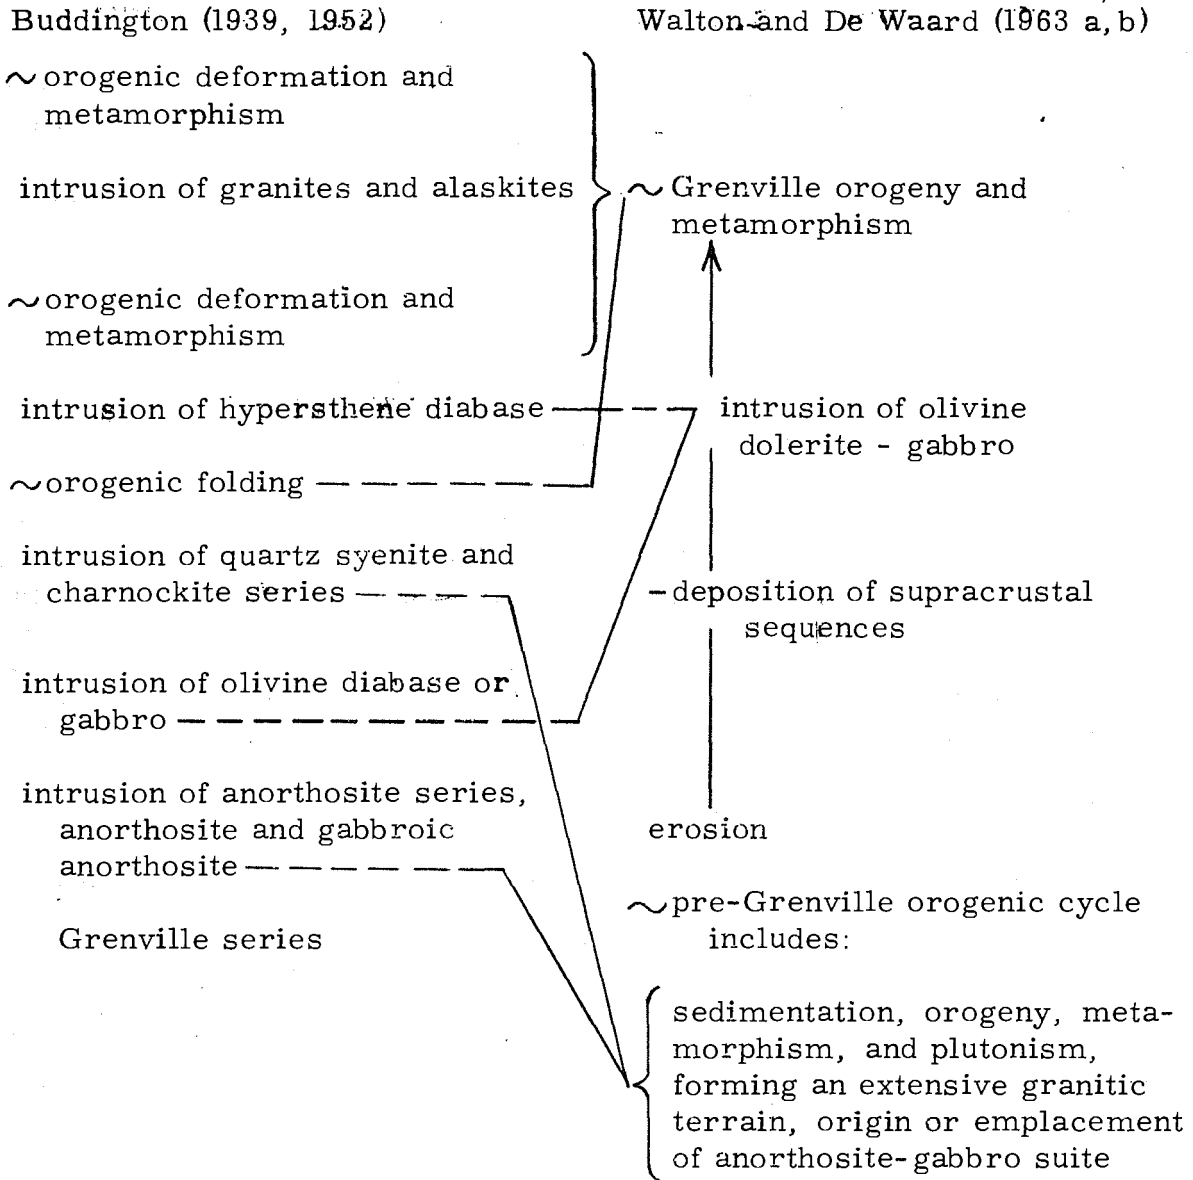 Buddington (1939, 1952)
~ orogenic deformation and
metamorphism
intrusion of granites and alaskites
~ orogenic deformation and
metamorphism
intrusion of hypersthene diabase
~ orogenic folding
intrusion of quartz syenite and
charnockite series
intrusion of olivine diabase or
gabbro
intrusion of anorthosite series,
anorthosite and gabbroic
anorthosite
Grenville series
Walton and De Waard (1963 a, b)
~ Grenville orogeny and
metamorphism
intrusion of olivine
dolerite - gabbro
-deposition of supracrustal
sequences
erosion
~ pre-Grenville orogenic cycle
includes:
sedimentation, orogeny, meta-
morphism, and plutonism,
forming an extensive granitic
terrain, origin or emplacement
of anorthosite-gabbro suite